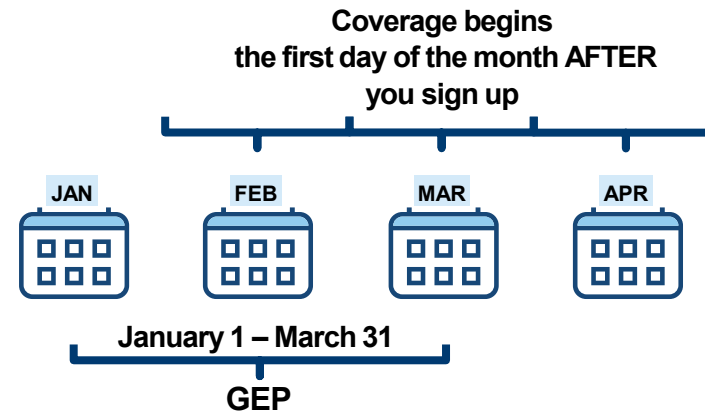 Coverage begins
the first day of the month AFTER
you sign up
JAN
FEB
MAR
APR
January 1 – March 31
GEP